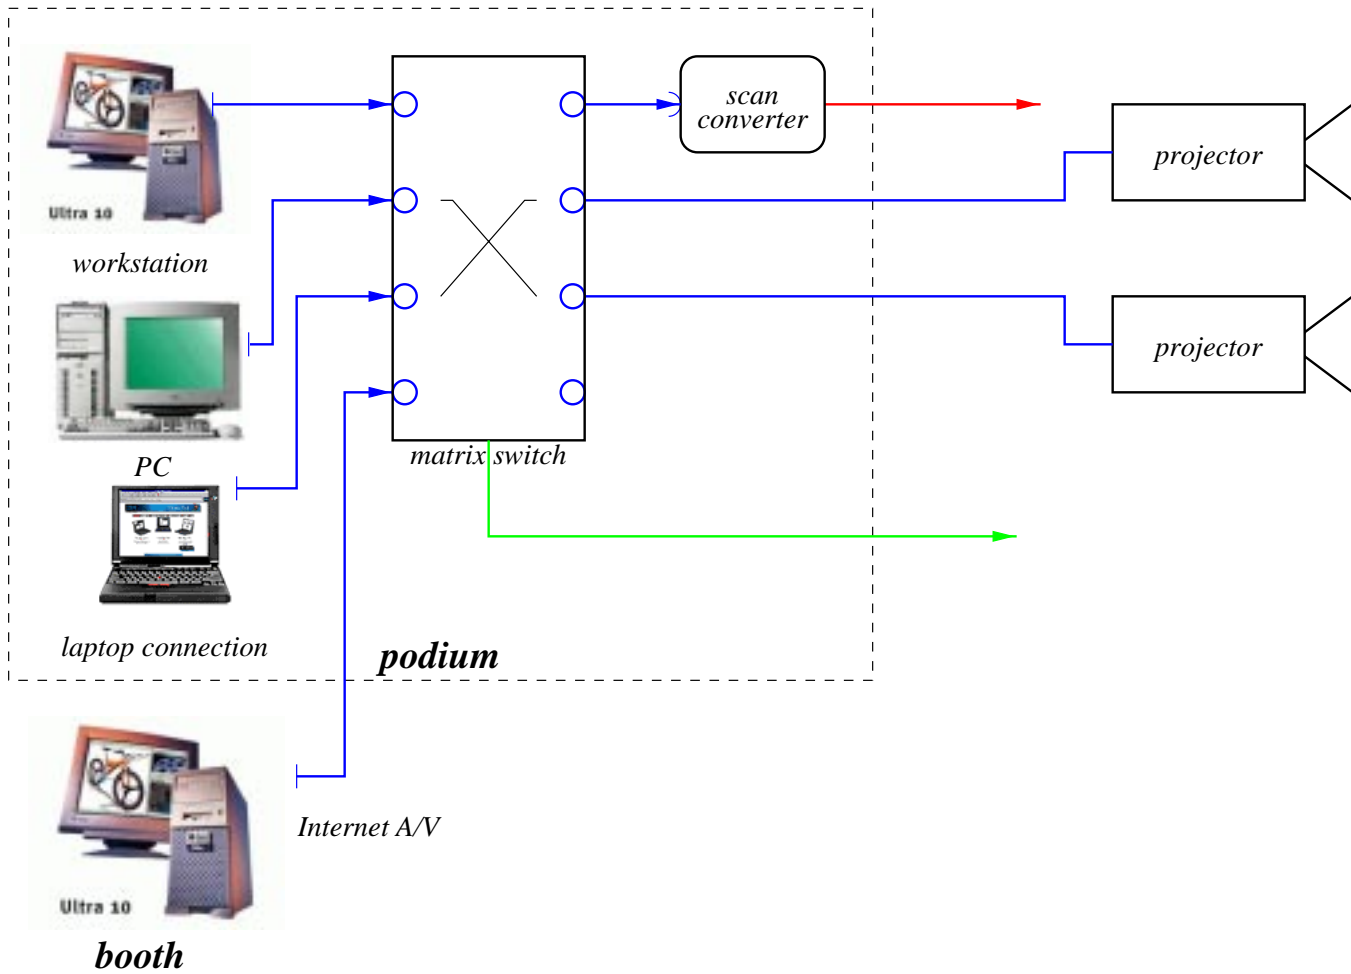 scan
converter
projector
Ultra 10
workstation
projector
PC
matrix switch
laptop connection
podium
Internet A/V
Ultra 10
booth